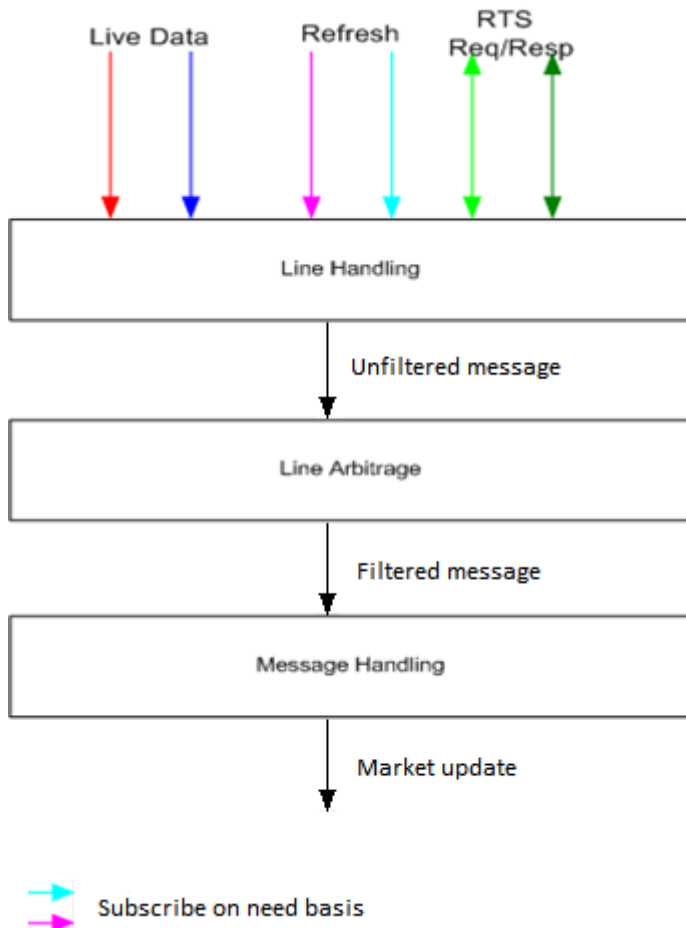 Live Data
Refresh
RTS
Req/Resp
Line Handling
Unfiltered message
Line Arbitrage
Filtered message
Message Handling
Market update
Subscribe on need basis